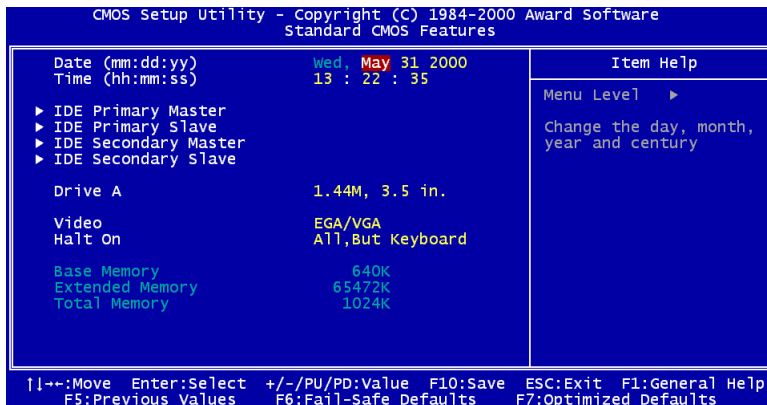 CMOS Setup Utility - Copyright (C) 1984-2000 Award Software
Standard CMOS Features
Date (mm:dd:yy) Wed, May 31 2000
Time (hh:mm:ss) 13 : 22 : 35
► IDE Primary Master
► IDE Primary Slave
► IDE Secondary Master
► IDE Secondary Slave
Drive A 1.44M, 3.5 in.
Video EGA/VGA
Halt On All,But Keyboard
Base Memory 640K
Extended Memory 65472K
Total Memory 1024K
Item Help
Menu Level ►
Change the day, month,
year and century
↑↓→←:Move Enter:Select +/-/PU/PD:Value F10:Save ESC:Exit F1:General Help
F5:Previous Values F6:Fail-Safe Defaults F7:Optimized Defaults